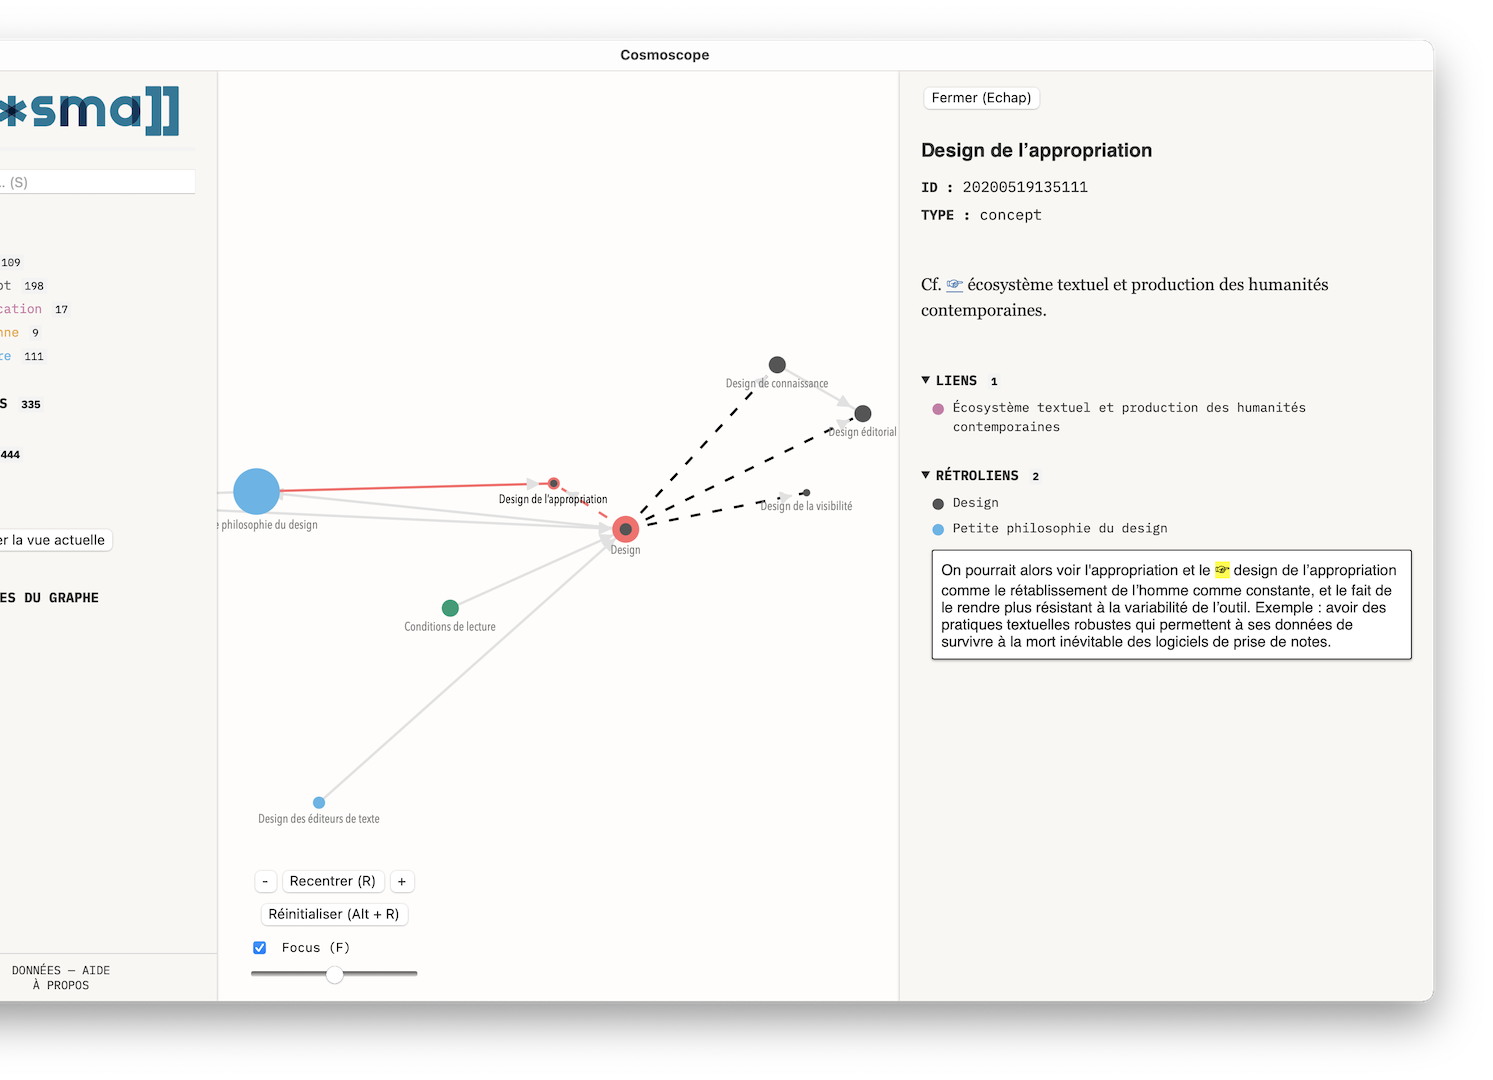 Cosmoscope
*sma]]
... (S)
109
pt 198
cation 17
nne 9
re 111
S 335
444
er la vue actuelle
ES DU GRAPHE
DONNÉES — AIDE
À PROPOS
Design de connaissance
Design éditorial
Design de l'appropriation
Design de la visibilité
e philosophie du design
Design
Conditions de lecture
Design des éditeurs de texte
- Recentrer (R) +
Réinitialiser (Alt + R)
Focus (F)
Fermer (Echap)
Design de l’appropriation
ID : 20200519135111
TYPE : concept
Cf. ☞ écosystème textuel et production des humanités
contemporaines.
▼ LIENS 1
Écosystème textuel et production des humanités
contemporaines
▼ RÉTROLIENS 2
Design
Petite philosophie du design
On pourrait alors voir l'appropriation et le ☞ design de l’appropriation
comme le rétablissement de l’homme comme constante, et le fait de
le rendre plus résistant à la variabilité de l’outil. Exemple : avoir des
pratiques textuelles robustes qui permettent à ses données de
survivre à la mort inévitable des logiciels de prise de notes.